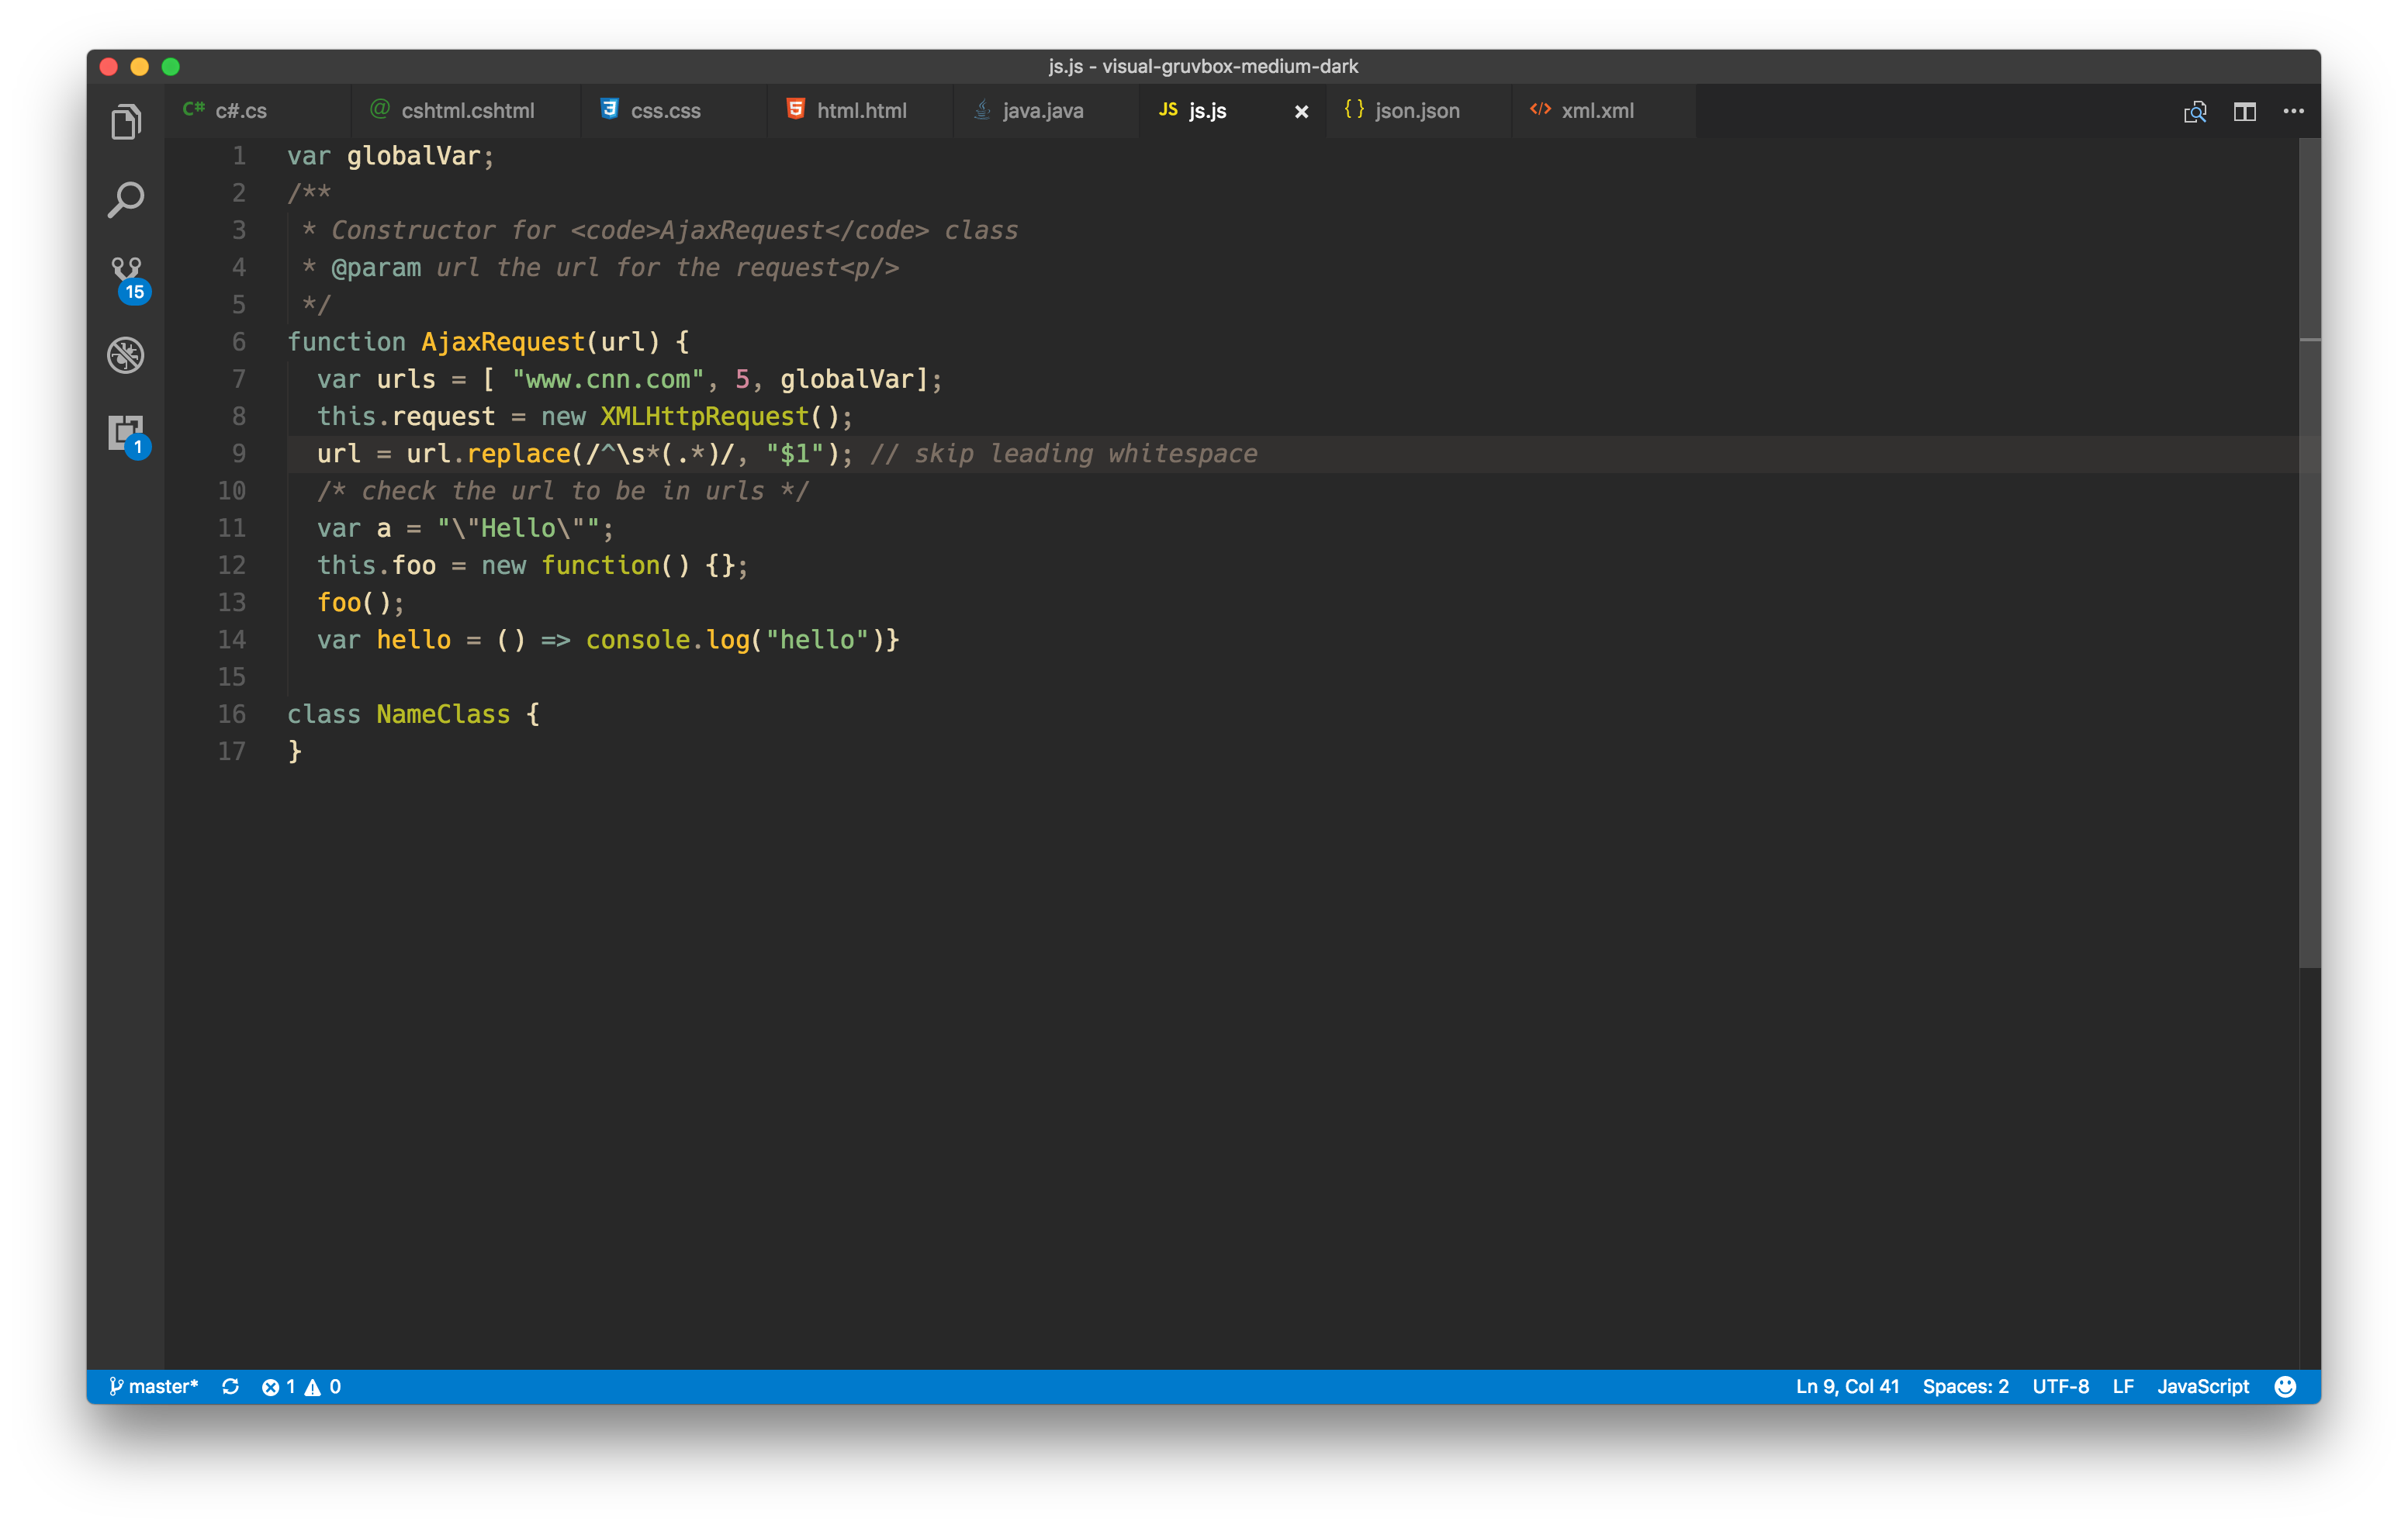 js.js - visual-gruvbox-medium-dark
C# c#.cs @ cshtml.cshtml 3 css.css 5 html.html java.java JS js.js × {} json.json </> xml.xml ···
1 var globalVar;
2 /**
3  * Constructor for <code>AjaxRequest</code> class
4  * @param url the url for the request<p/>
5  */
6 function AjaxRequest(url) {
7   var urls = [ "www.cnn.com", 5, globalVar];
8   this.request = new XMLHttpRequest();
9   url = url.replace(/^\s*(.*)/, "$1"); // skip leading whitespace
10   /* check the url to be in urls */
11   var a = "\"Hello\"";
12   this.foo = new function() {};
13   foo();
14   var hello = () => console.log("hello")}
15
16 class NameClass {
17 }
15
1
master* 1 0 Ln 9, Col 41 Spaces: 2 UTF-8 LF JavaScript